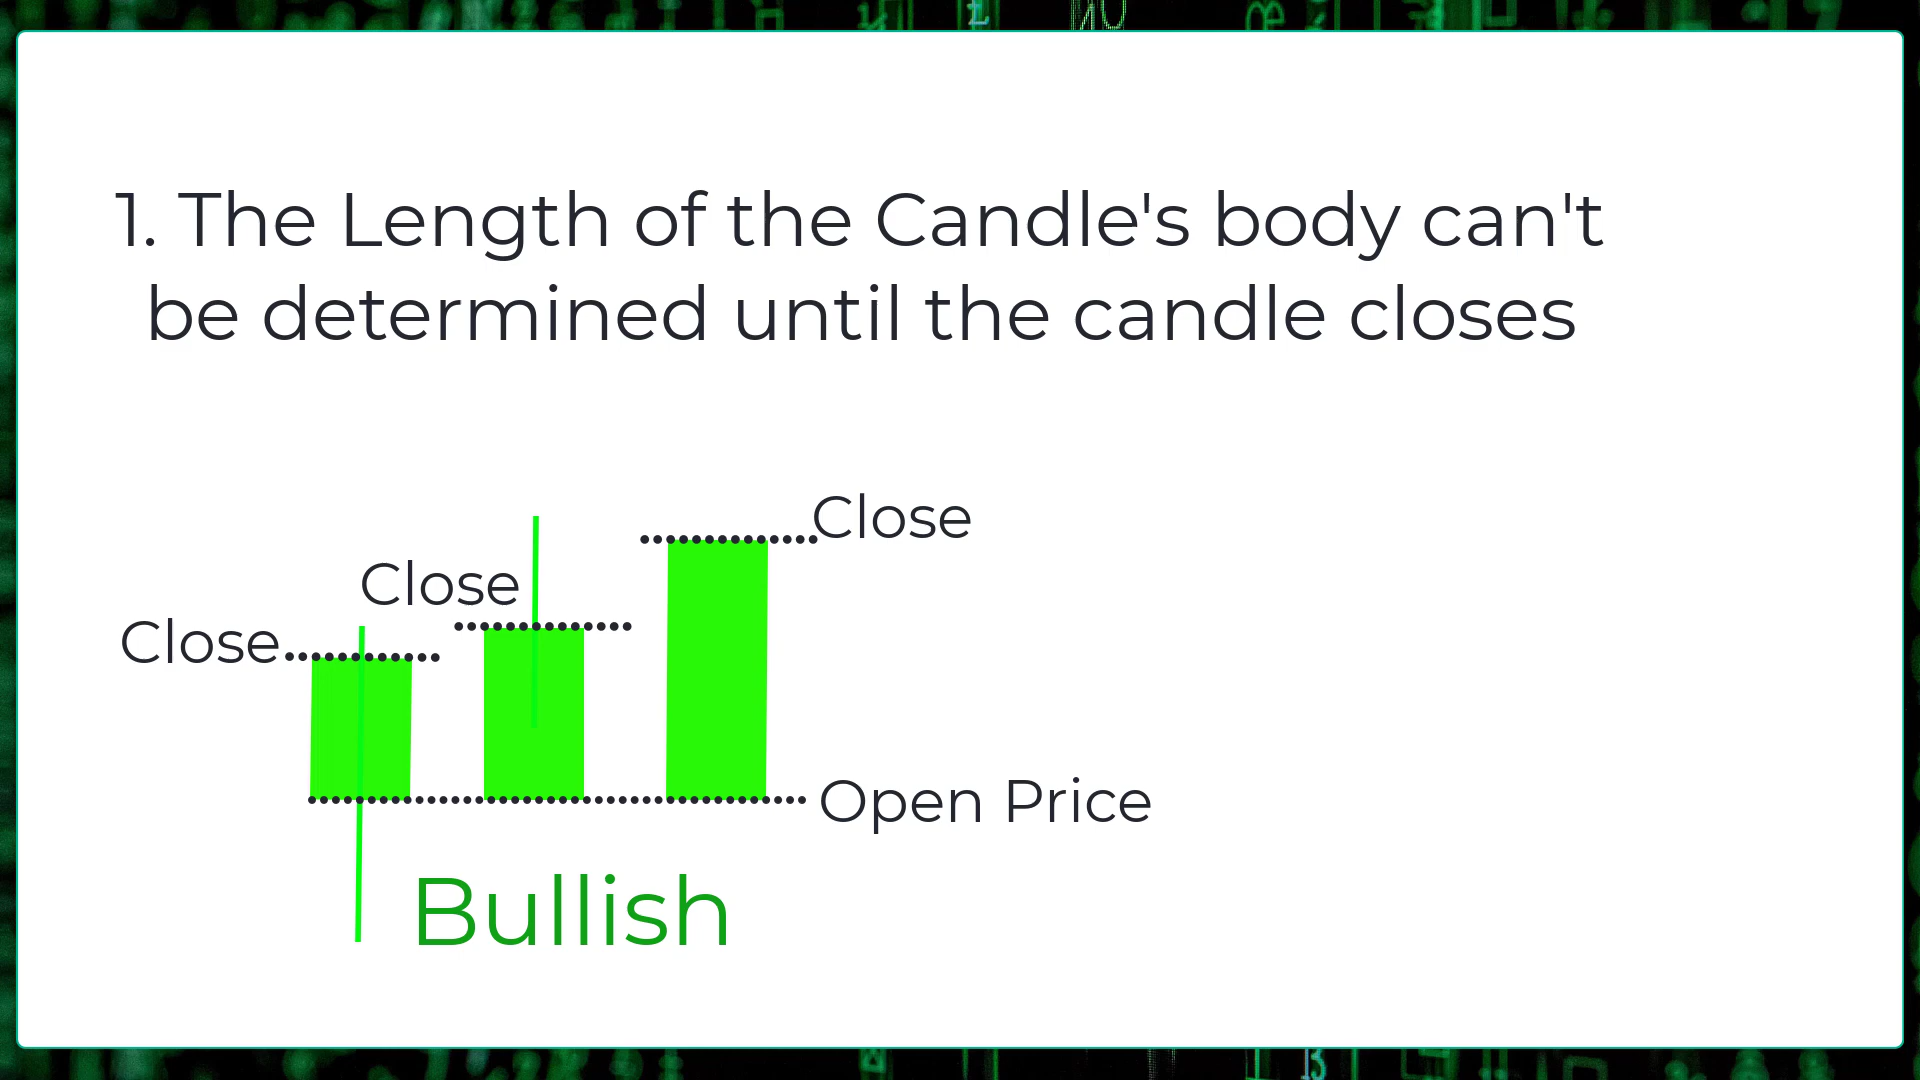 1. The Length of the Candle's body can't
be determined until the candle closes
Close
Close
Close
Open Price
Bullish